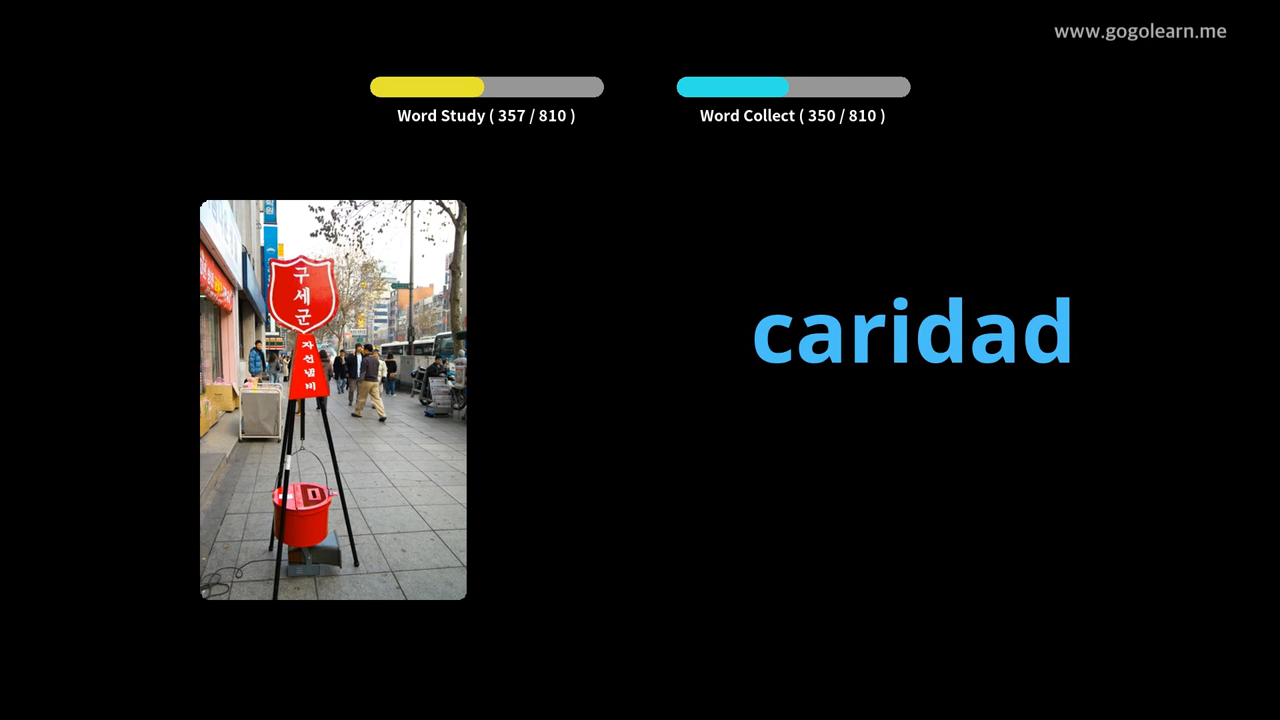 www.gogolearn.me
Word Study ( 357 / 810 )
Word Collect ( 350 / 810 )
구세군
자선냄비
caridad